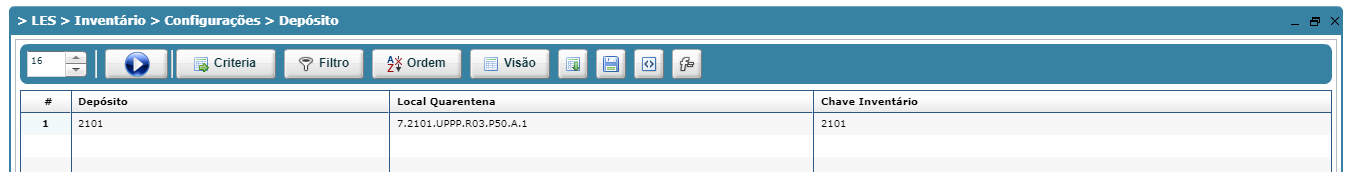 > LES > Inventário > Configurações > Depósito
16 Criteria Filtro Ordem Visão
# Depósito Local Quarentena Chave Inventário
1 2101 7.2101.UPPP.R03.P50.A.1 2101